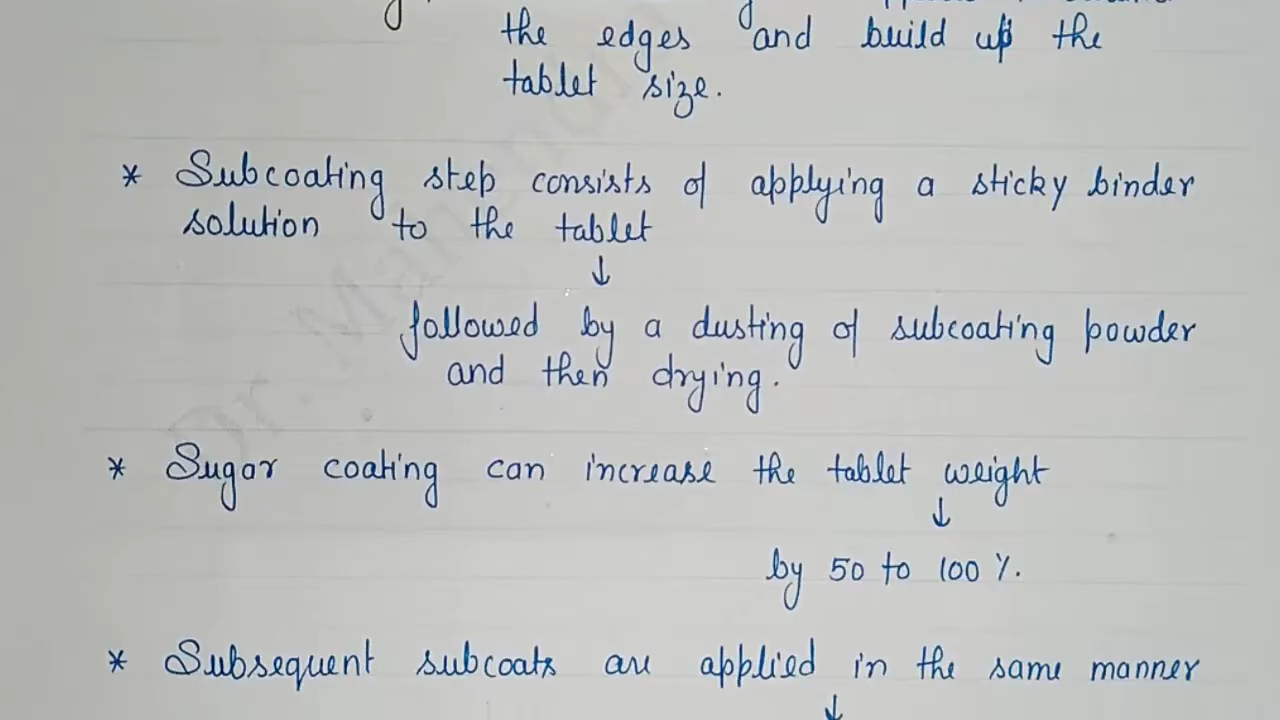 the edges and build up the
tablet size.
* Subcoating step consists of applying a sticky binder
solution to the tablet
↓
followed by a dusting of subcoating powder
and then drying.
* Sugar coating can increase the tablet weight
↓
by 50 to 100 %.
* Subsequent subcoats are applied in the same manner
↓